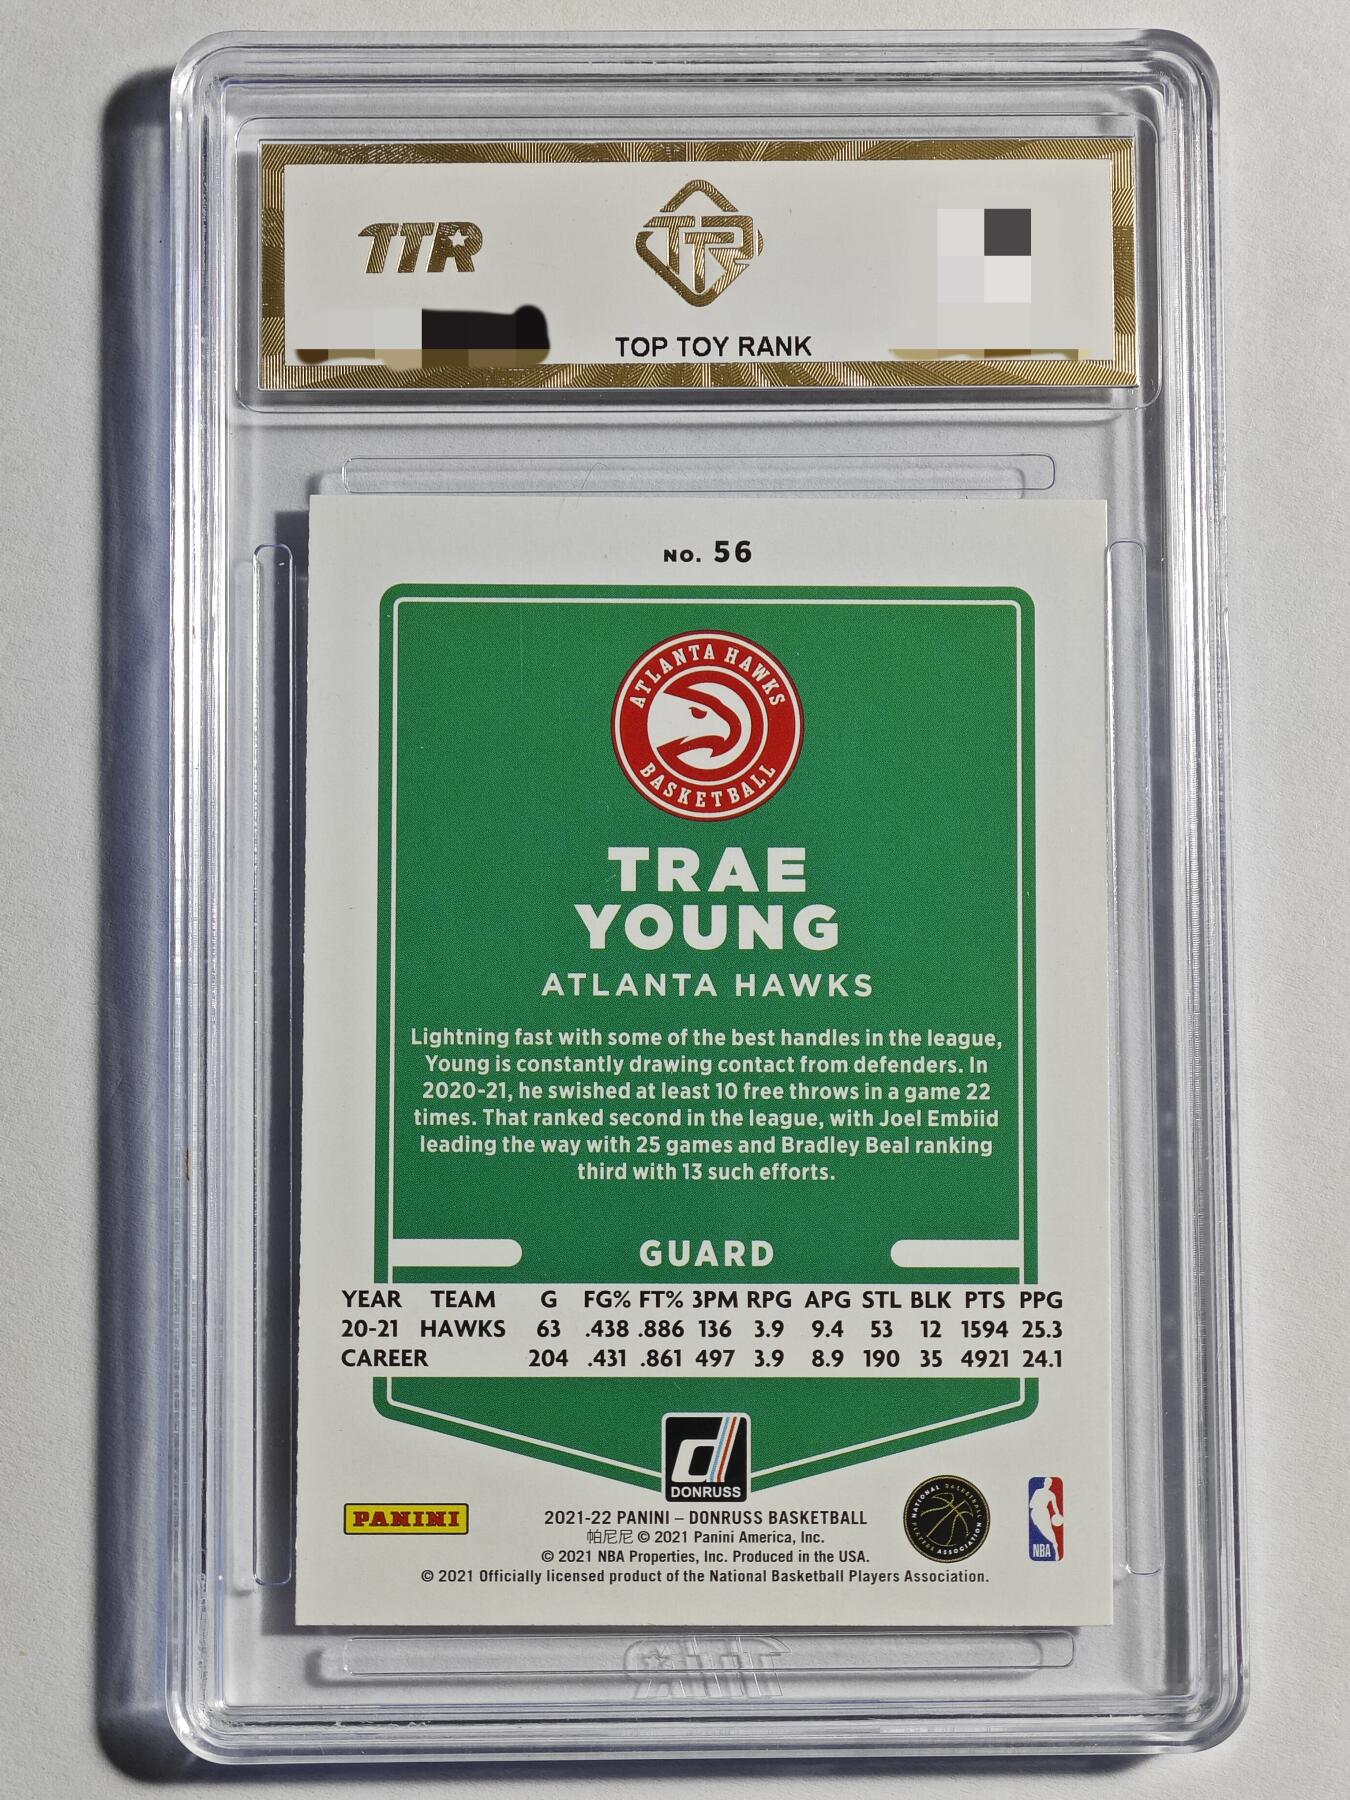 TTR
TTR
TOP TOY RANK
NO. 56
ATLANTA HAWKS
BASKETBALL
TRAE
YOUNG
ATLANTA HAWKS
Lightning fast with some of the best handles in the league,
Young is constantly drawing contact from defenders. In
2020-21, he swished at least 10 free throws in a game 22
times. That ranked second in the league, with Joel Embiid
leading the way with 25 games and Bradley Beal ranking
third with 13 such efforts.
GUARD
YEAR TEAM G FG% FT% 3PM RPG APG STL BLK PTS PPG
20-21 HAWKS 63 .438 .886 136 3.9 9.4 53 12 1594 25.3
CAREER 204 .431 .861 497 3.9 8.9 190 35 4921 24.1
DONRUSS
PANINI
2021-22 PANINI – DONRUSS BASKETBALL
帕尼尼 © 2021 Panini America, Inc.
© 2021 NBA Properties, Inc. Produced in the USA.
© 2021 Officially licensed product of the National Basketball Players Association.
NATIONAL BASKETBALL
PLAYERS ASSOCIATION
NBA
TTR